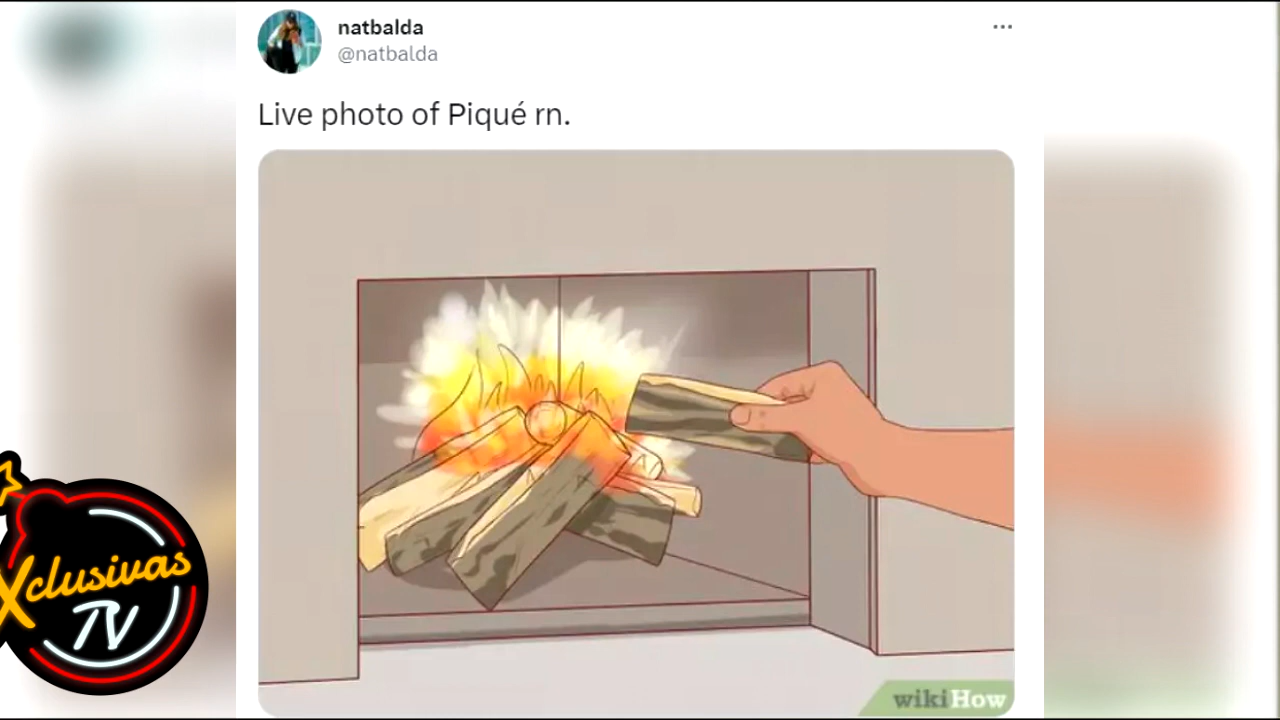 natbalda
@natbalda
Live photo of Piqué rn.
Xclusivas
TV
wikiHow